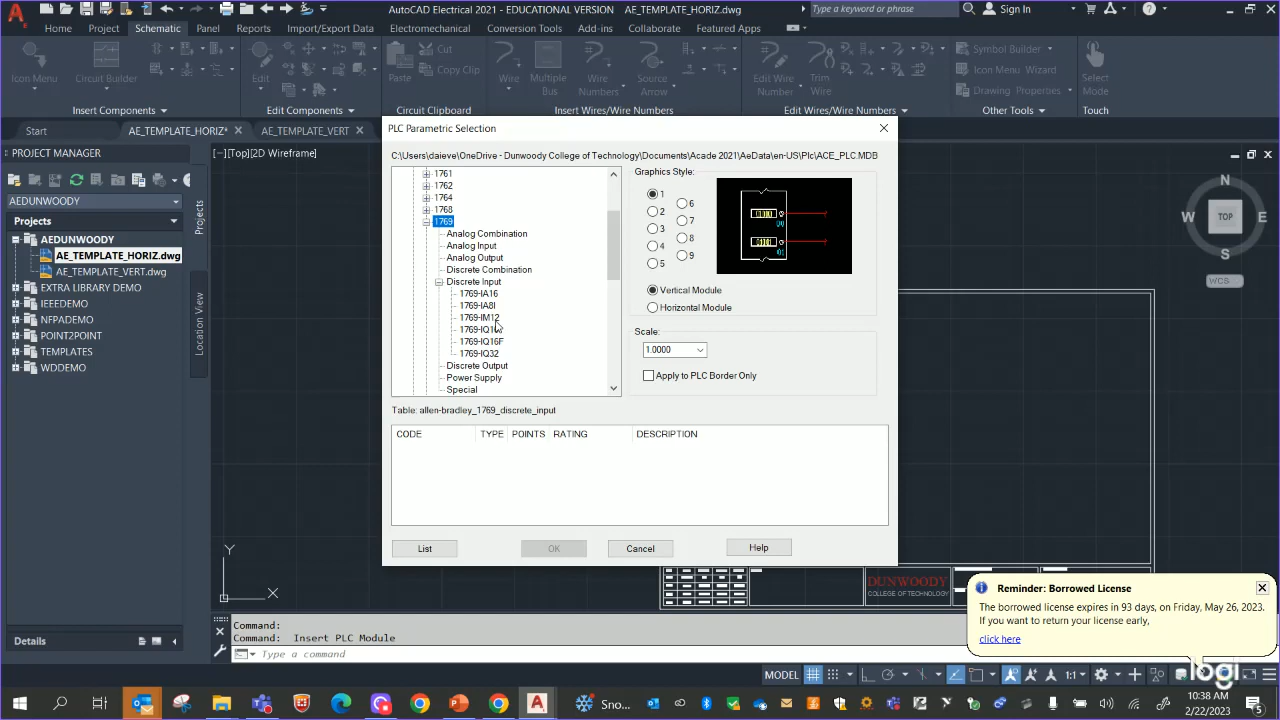 AutoCAD Electrical 2021 - EDUCATIONAL VERSION AE_TEMPLATE_HORIZ.dwg
Type a keyword or phrase
Sign In
Home Project Schematic Panel Reports Import/Export Data Electromechanical Conversion Tools Add-ins Collaborate Featured Apps
Icon Menu
Circuit Builder
Edit
Paste
Cut
Copy Clip
Wire
Multiple Bus
Wire Numbers
Source Arrow
Edit Wire Number
Trim Wire
Symbol Builder
Icon Menu Wizard
Drawing Properties
Select Mode
Insert Components
Edit Components
Circuit Clipboard
Insert Wires/Wire Numbers
Edit Wires/Wire Numbers
Other Tools
Touch
Start
AE_TEMPLATE_HORIZ*
AE_TEMPLATE_VERT
PROJECT MANAGER
AEDUNWOODY
Projects
AEDUNWOODY
AE_TEMPLATE_HORIZ.dwg
AE_TEMPLATE_VERT.dwg
EXTRA LIBRARY DEMO
IEEEDEMO
NFPADEMO
POINT2POINT
TEMPLATES
WDDEMO
Details
Projects
Location View
[-][Top][2D Wireframe]
PLC Parametric Selection
C:\Users\daieve\OneDrive - Dunwoody College of Technology\Documents\Acade 2021\AeData\en-US\Plc\ACE_PLC.MDB
1761
1762
1764
1768
1769
Analog Combination
Analog Input
Analog Output
Discrete Combination
Discrete Input
1769-IA16
1769-IA8I
1769-IM12
1769-IQ16
1769-IQ16F
1769-IQ32
Discrete Output
Power Supply
Special
Graphics Style:
1
2
3
4
5
6
7
8
9
Vertical Module
Horizontal Module
Scale:
1.0000
Apply to PLC Border Only
Table: allen-bradley_1769_discrete_input
CODE TYPE POINTS RATING DESCRIPTION
List OK Cancel Help
N
W TOP E
S
WCS
Y
X
DUNWOODY
COLLEGE OF TECHNOLOGY
Command:
Command: Insert PLC Module
Type a command
Reminder: Borrowed License
The borrowed license expires in 93 days, on Friday, May 26, 2023.
If you want to return your license early,
click here
MODEL
1:1
logi
Sno...
10:38 AM
2/22/2023